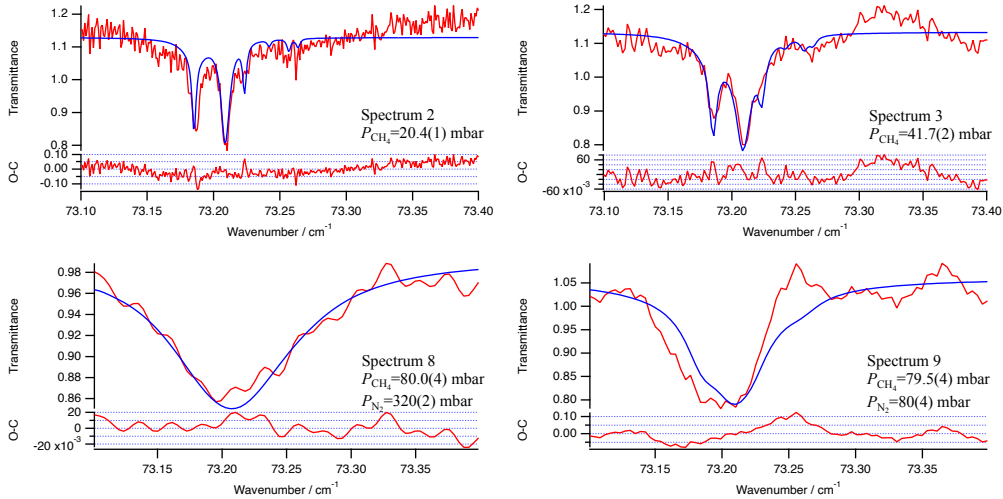 1.2
1.1
1.0
0.9
0.8
Transmittance
Spectrum 2
P_CH₄=20.4(1) mbar
0.10
0.00
-0.10
O-C
73.10 73.15 73.20 73.25 73.30 73.35 73.40
Wavenumber / cm⁻¹
1.2
1.1
1.0
0.9
0.8
Transmittance
Spectrum 3
P_CH₄=41.7(2) mbar
60
-60 x10⁻³
O-C
73.10 73.15 73.20 73.25 73.30 73.35 73.40
Wavenumber / cm⁻¹
0.98
0.96
0.94
0.92
0.90
0.88
0.86
Transmittance
Spectrum 8
P_CH₄=80.0(4) mbar
P_N₂=320(2) mbar
20
0
-20 x10⁻³
O-C
73.15 73.20 73.25 73.30 73.35
Wavenumber / cm⁻¹
1.05
1.00
0.95
0.90
0.85
0.80
Transmittance
Spectrum 9
P_CH₄=79.5(4) mbar
P_N₂=80(4) mbar
0.10
0.00
O-C
73.15 73.20 73.25 73.30 73.35
Wavenumber / cm⁻¹